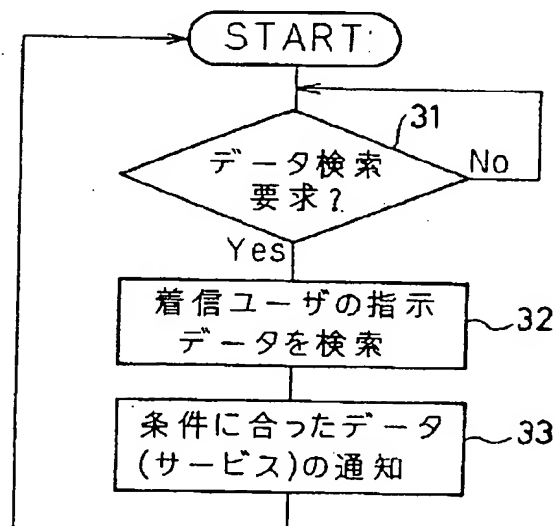 START
31
データ検索
要求?
No
Yes
着信ユーザの指示
データを検索
32
条件に合ったデータ
(サービス)の通知
33